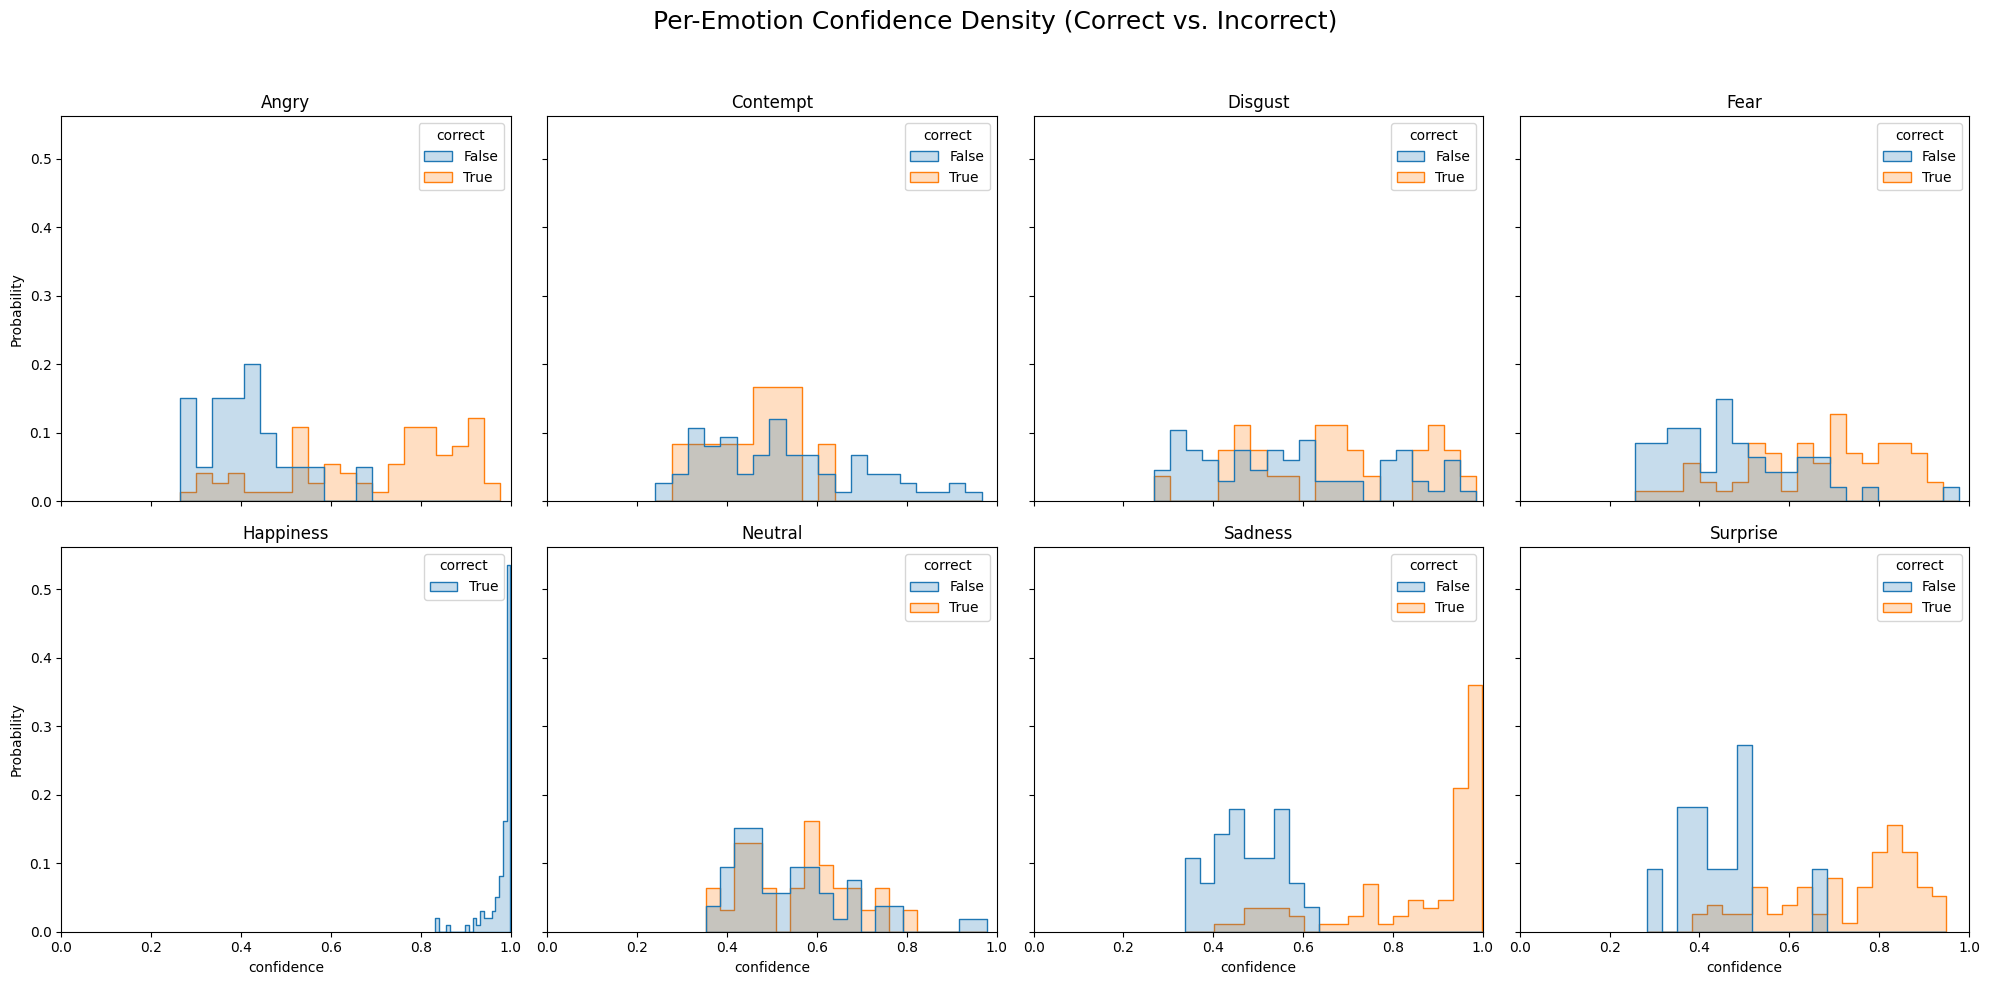 Per-Emotion Confidence Density (Correct vs. Incorrect)
Angry
correct
False
True
Probability
0.5
0.4
0.3
0.2
0.1
0.0
Contempt
correct
False
True
Disgust
correct
False
True
Fear
correct
False
True
Happiness
correct
True
Probability
0.5
0.4
0.3
0.2
0.1
0.0
0.0 0.2 0.4 0.6 0.8 1.0
confidence
Neutral
correct
False
True
0.0 0.2 0.4 0.6 0.8 1.0
confidence
Sadness
correct
False
True
0.0 0.2 0.4 0.6 0.8 1.0
confidence
Surprise
correct
False
True
0.0 0.2 0.4 0.6 0.8 1.0
confidence